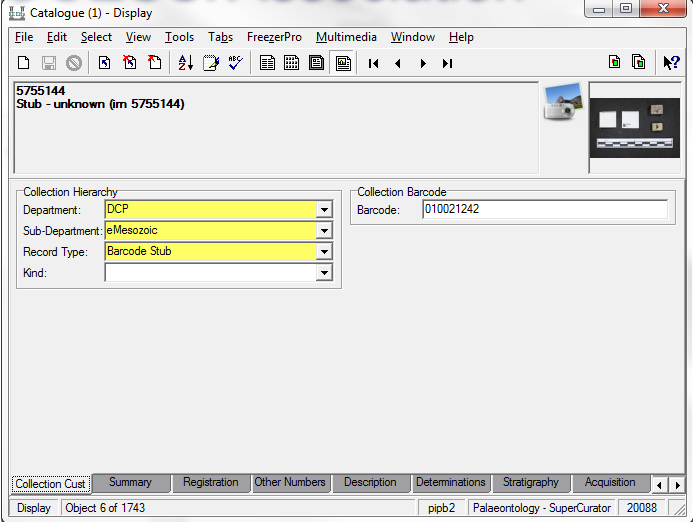 Catalogue (1) - Display
File Edit Select View Tools Tabs FreezerPro Multimedia Window Help
5755144
Stub - unknown (irn 5755144)
Collection Hierarchy
Department: DCP
Sub-Department: eMesozoic
Record Type: Barcode Stub
Kind:
Collection Barcode
Barcode: 010021242
Collection Cust Summary Registration Other Numbers Description Determinations Stratigraphy Acquisition
Display Object 6 of 1743 pipb2 Palaeontology - SuperCurator 20088